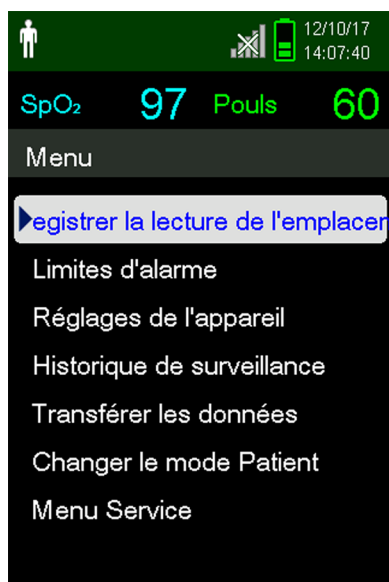 12/10/17
14:07:40
SpO₂ 97 Pouls 60
Menu
egistrer la lecture de l'emplacer
Limites d'alarme
Réglages de l'appareil
Historique de surveillance
Transférer les données
Changer le mode Patient
Menu Service